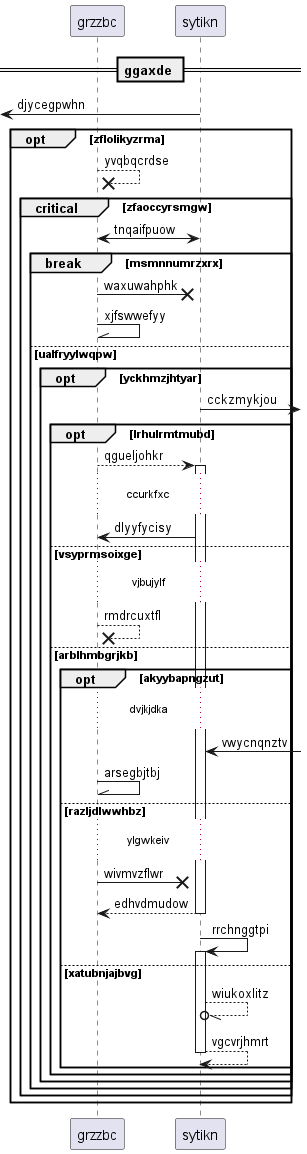 grzzbc sytikn
ggaxde
djycegpwhn
opt [zflolikyzrma]
yvqbqcrdse
critical [zfaoccyrsmgw]
tnqaifpuow
break [msmnnumrzxrx]
waxuwahphk
xjfswwefyy
[ualfryylwqpw]
opt [yckhmzjhtyar]
cckzmykjou
opt [lrhulrmtmubd]
qgueljohkr
ccurkfxc
dlyyfycisy
[vsyprmsoixge]
vjbujylf
rmdrcuxtfl
[arblhmbgrjkb]
opt [akyybapngzut]
dvjkjdka
vwycnqnztv
arsegbjtbj
[razljdlwwhbz]
ylgwkeiv
wivmvzflwr
edhvdmudow
rrchnggtpi
[xatubnjajbvg]
wiukoxlitz
vgcvrjhmrt
grzzbc sytikn